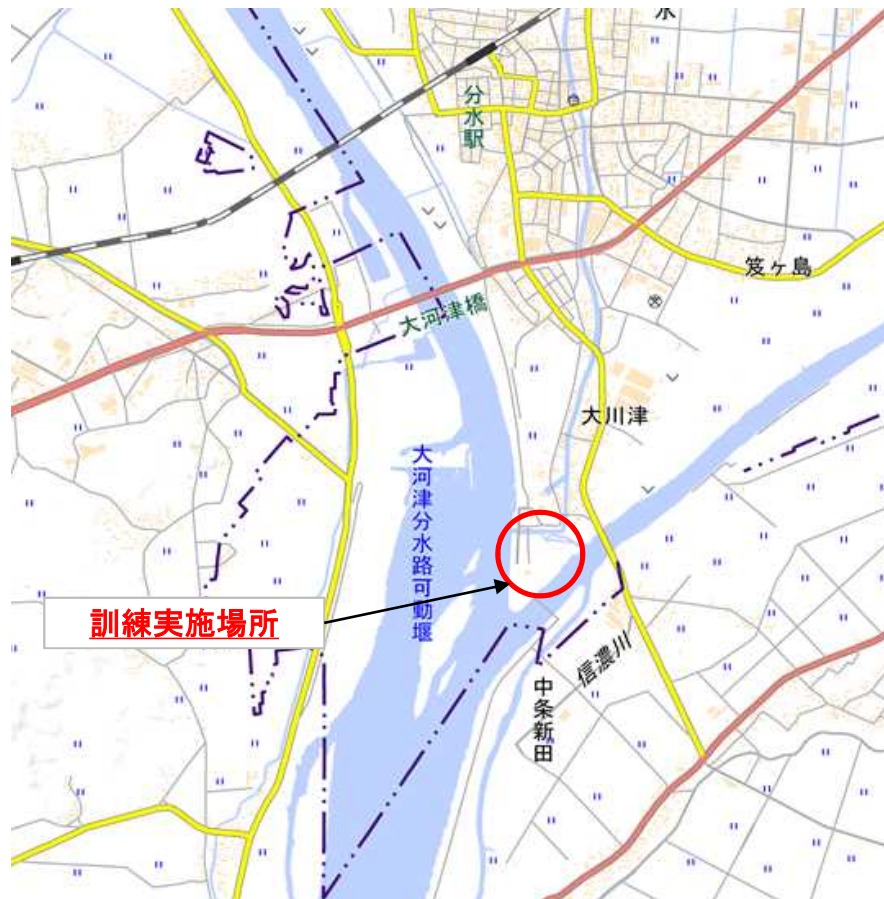 水
分水駅
笈ヶ島
大河津橋
大川津
大河津分水路可動堰
訓練実施場所
信濃川
中条新田